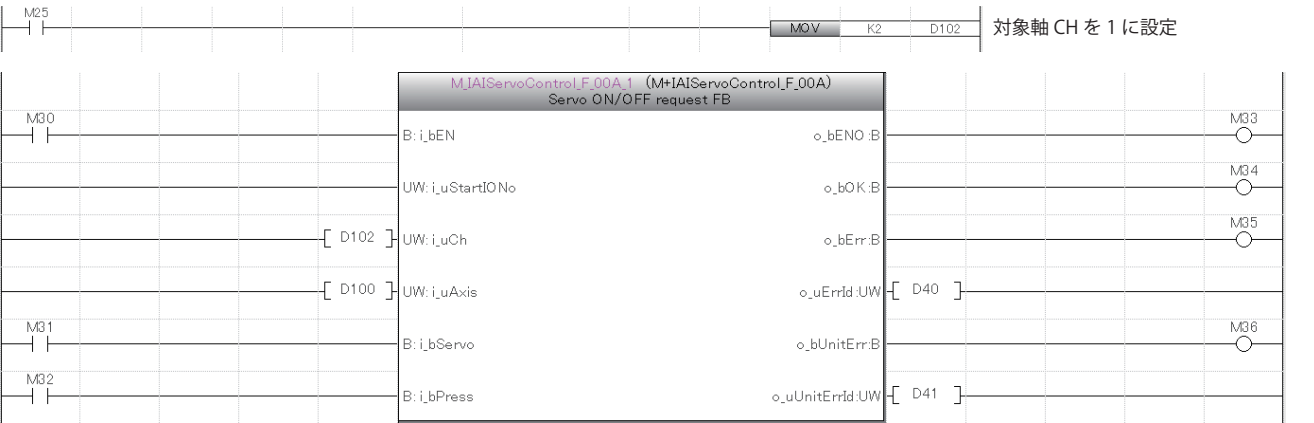 M25
MOV K2 D102 対象軸 CH を 1 に設定
M_IAIServoControl_F_00A_1 (M+IAIServoControl_F_00A)
Servo ON/OFF request FB
M30 B: i_bEN o_bENO :B M33
UW: i_uStartIONo o_bOK:B M34
D102 UW: i_uCh o_bErr:B M35
D100 UW: i_uAxis o_uErrId:UW D40
M31 B: i_bServo o_bUnitErr:B M36
M32 B: i_bPress o_uUnitErrId:UW D41